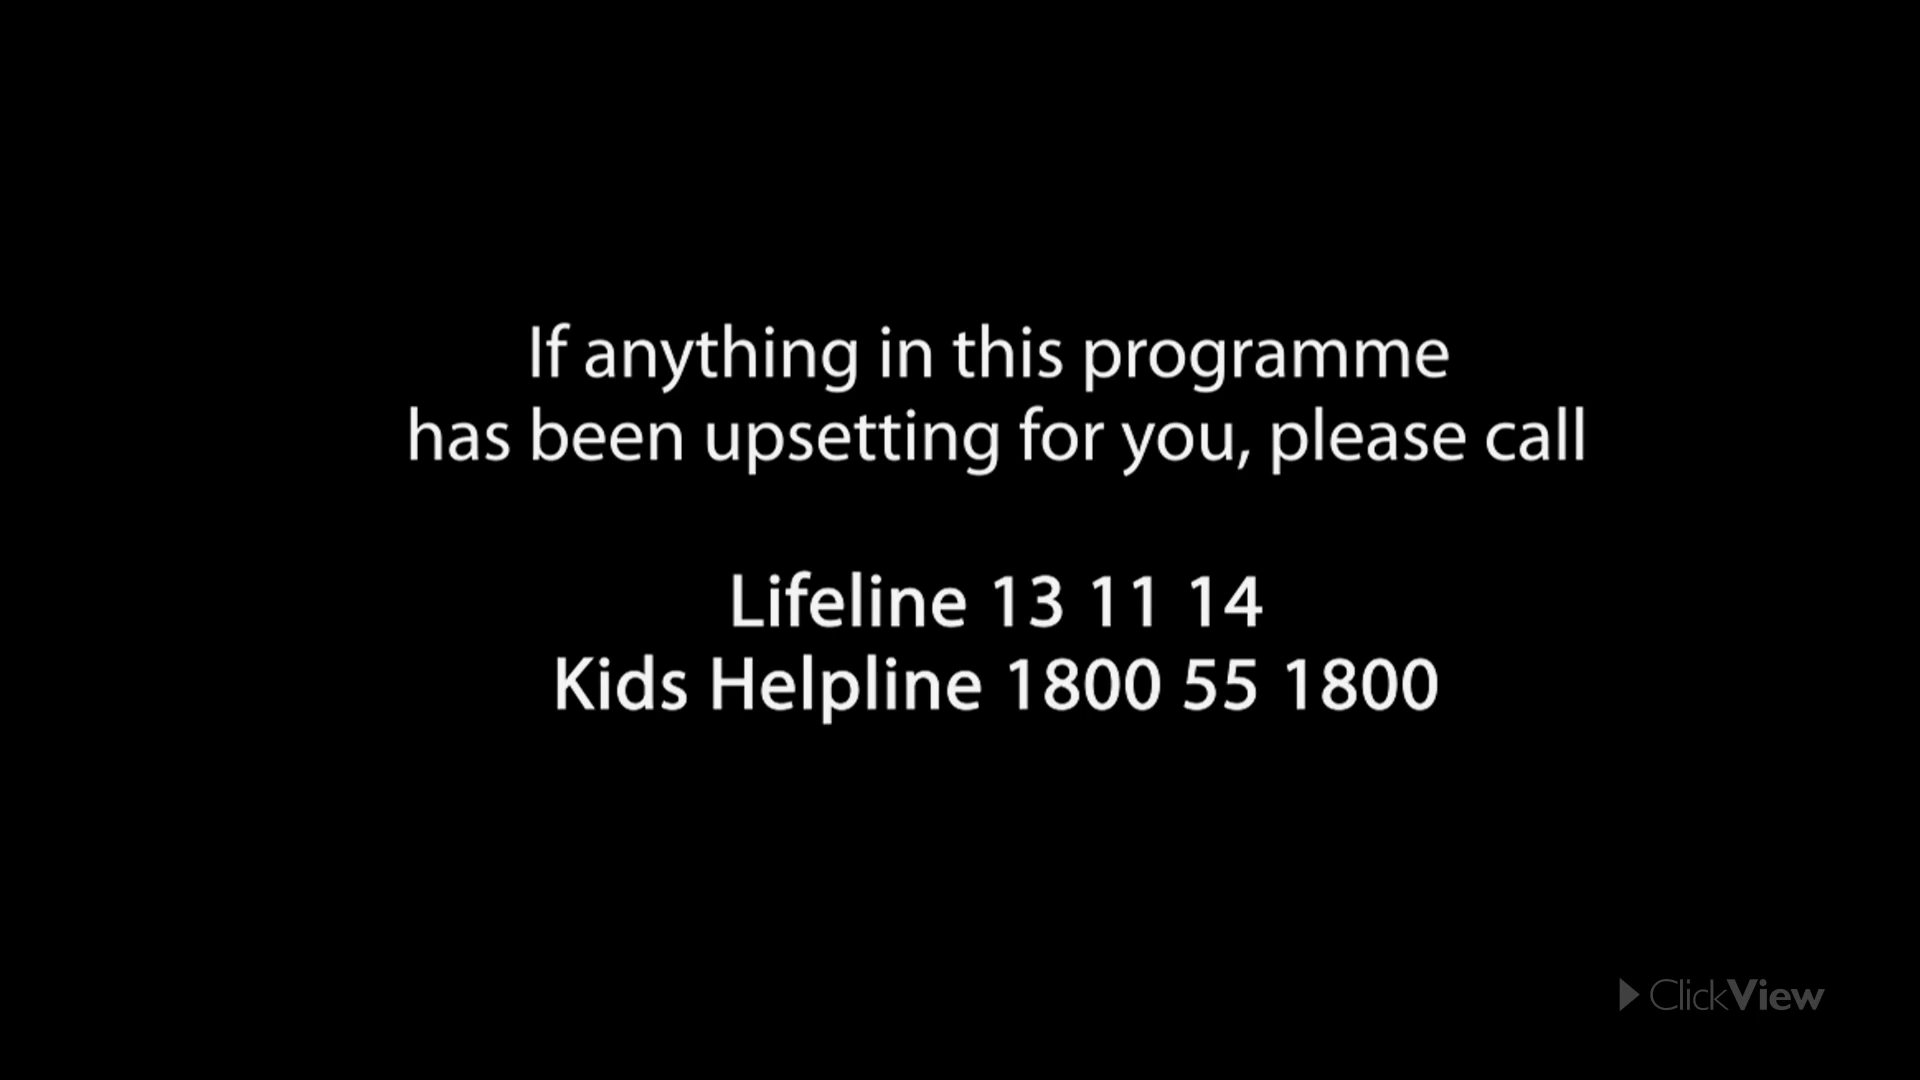 If anything in this programme
has been upsetting for you, please call
Lifeline 13 11 14
Kids Helpline 1800 55 1800
ClickView